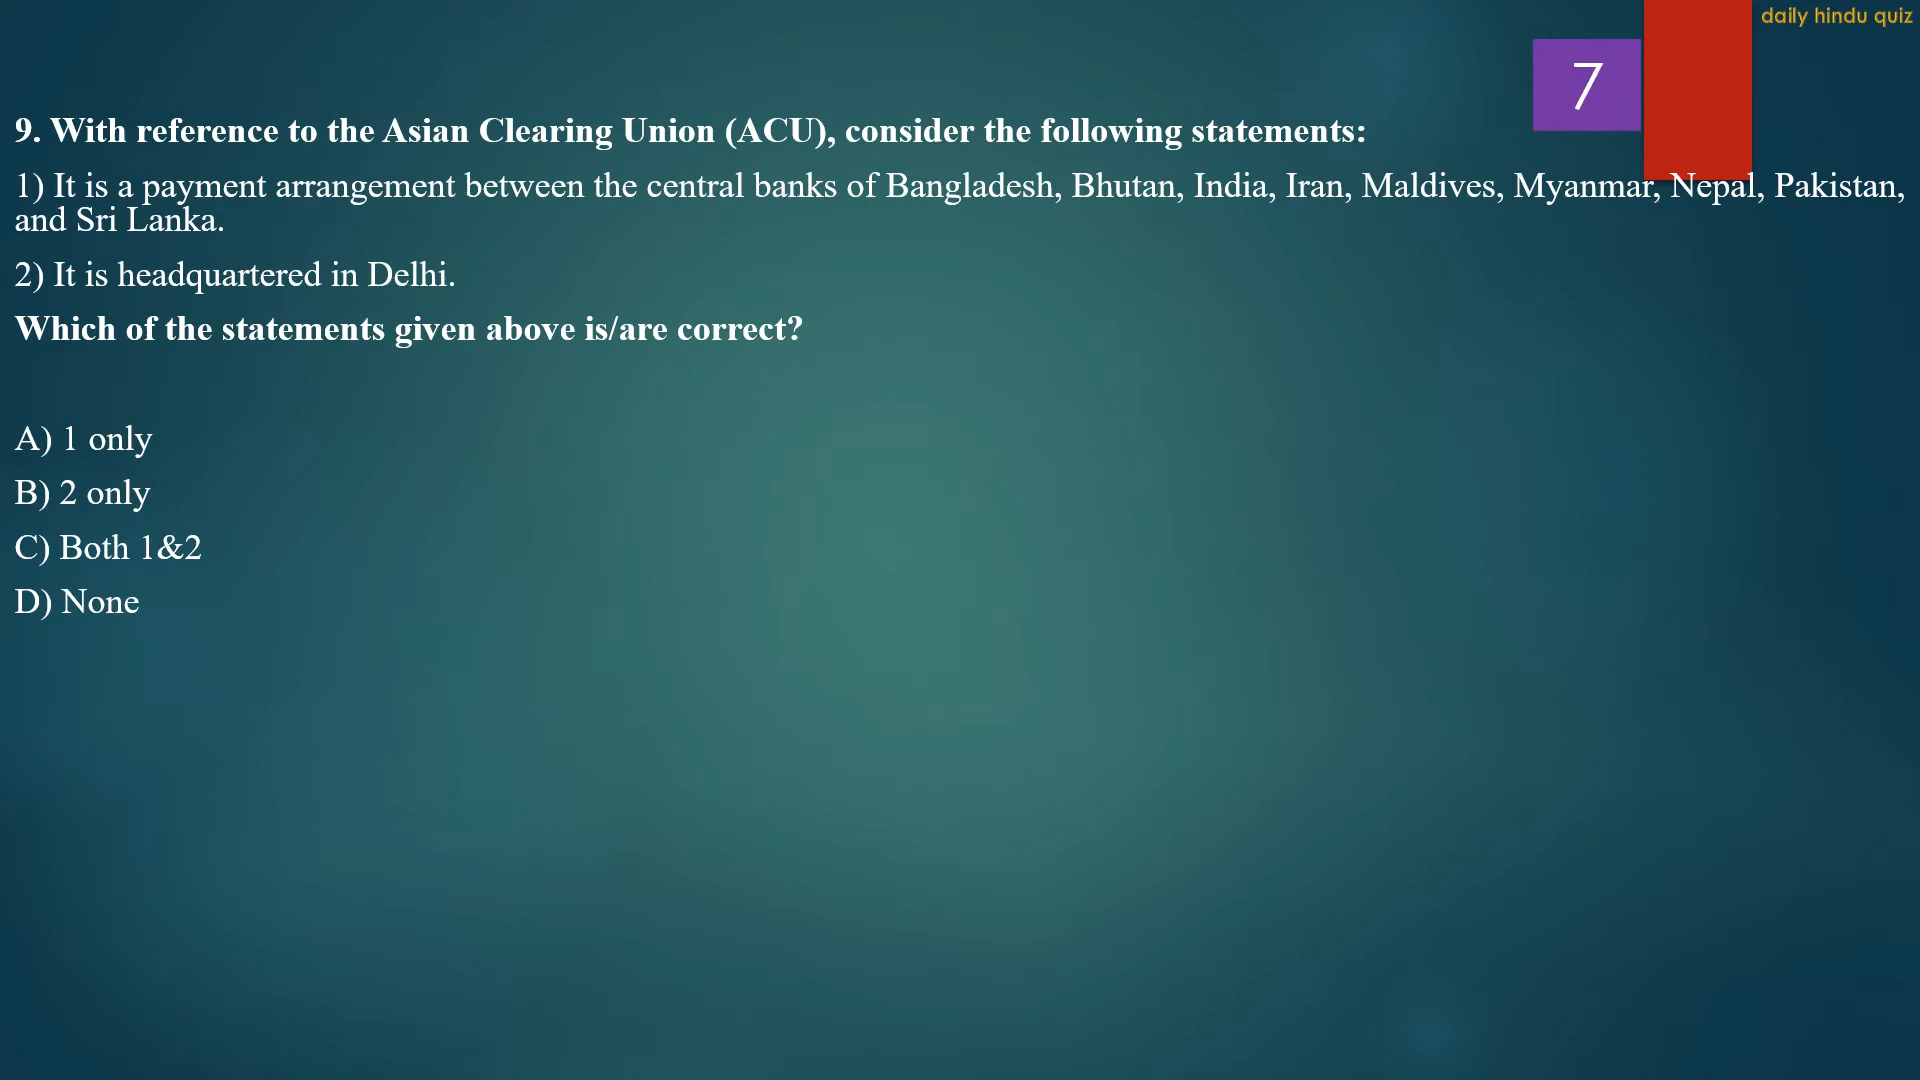 daily hindu quiz
7
9. With reference to the Asian Clearing Union (ACU), consider the following statements:
1) It is a payment arrangement between the central banks of Bangladesh, Bhutan, India, Iran, Maldives, Myanmar, Nepal, Pakistan,
and Sri Lanka.
2) It is headquartered in Delhi.
Which of the statements given above is/are correct?
A) 1 only
B) 2 only
C) Both 1&2
D) None